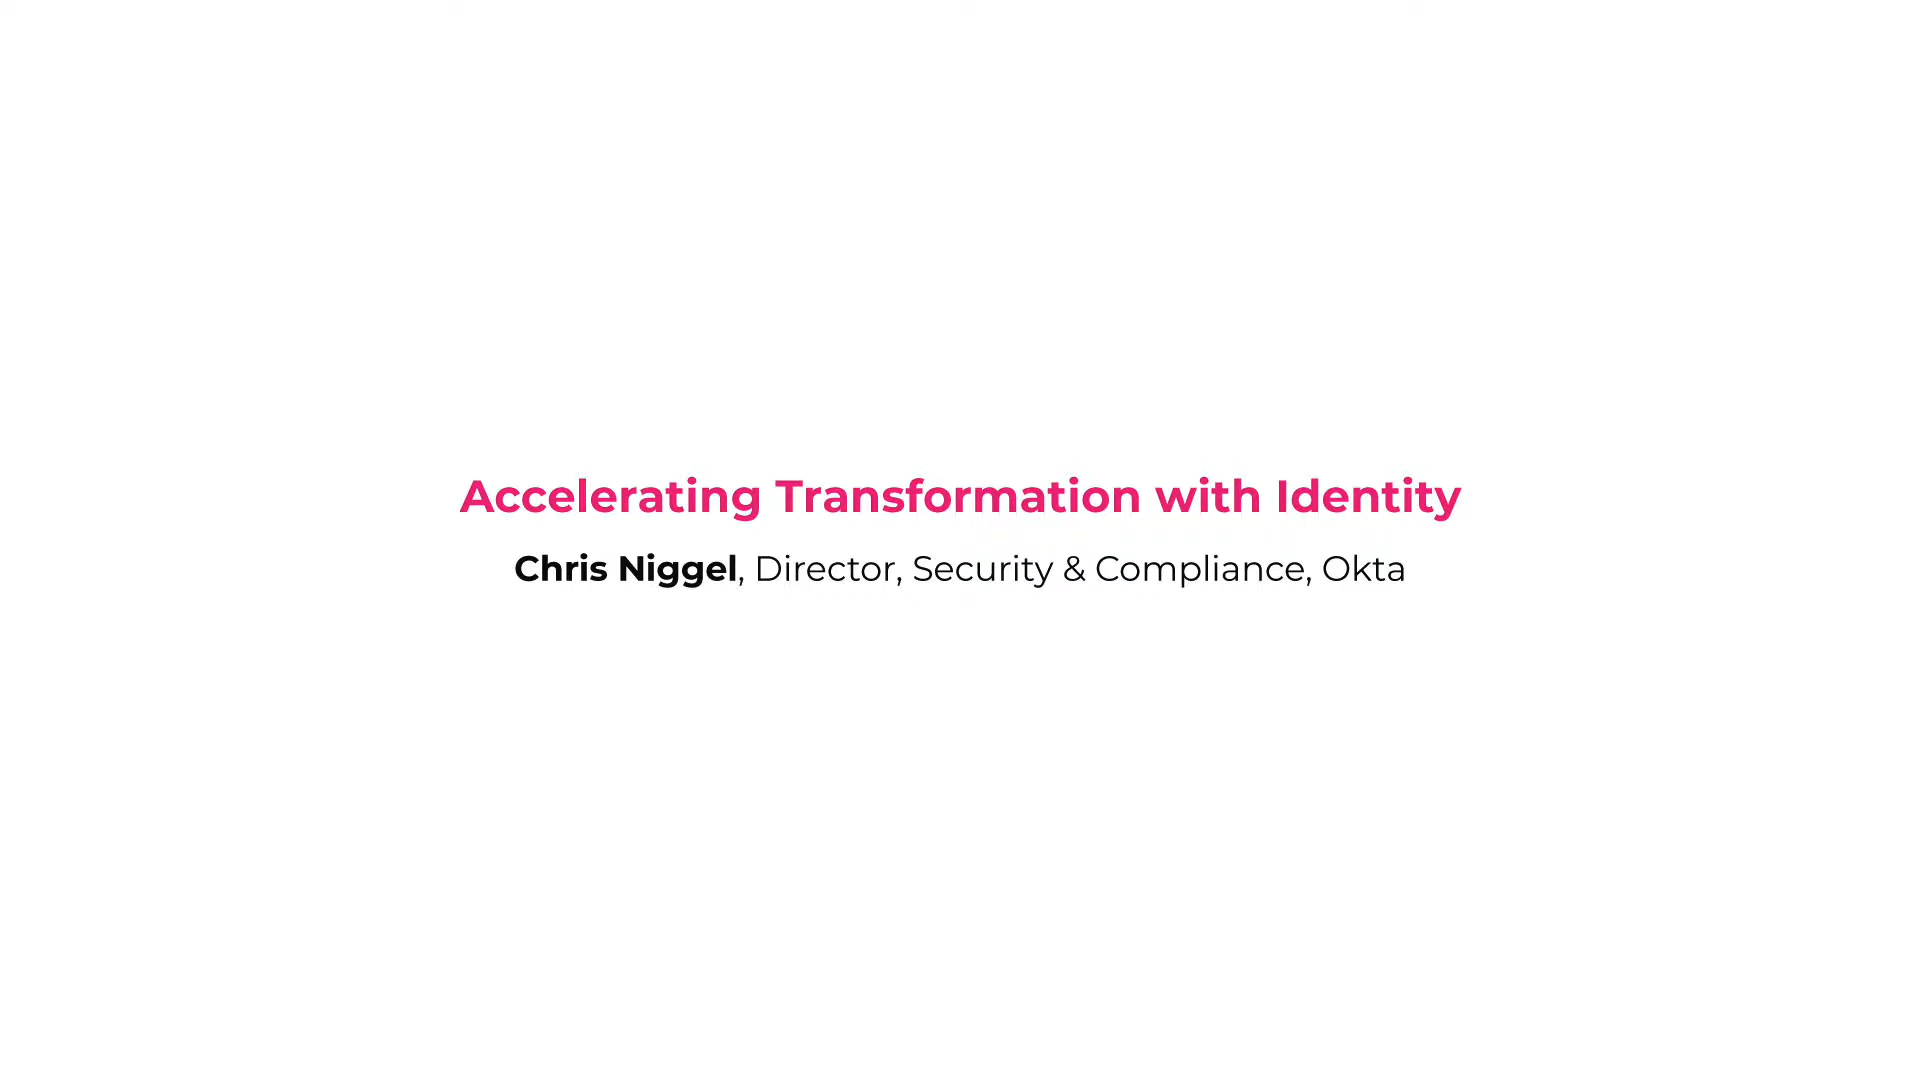 Accelerating Transformation with Identity
Chris Niggel, Director, Security & Compliance, Okta